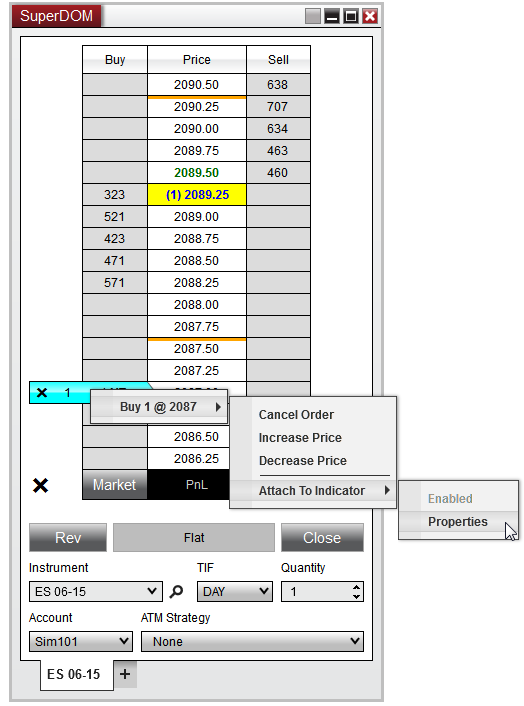 SuperDOM
Buy Price Sell
2090.50 638
2090.25 707
2090.00 634
2089.75 463
2089.50 460
323 (1) 2089.25
521 2089.00
423 2088.75
471 2088.50
571 2088.25
2088.00
2087.75
2087.50
2087.25
1
Buy 1 @ 2087
Cancel Order
2086.50 Increase Price
2086.25 Decrease Price
Market PnL Attach To Indicator
Enabled
Properties
Rev Flat Close
Instrument TIF Quantity
ES 06-15 DAY 1
Account ATM Strategy
Sim101 None
ES 06-15 +